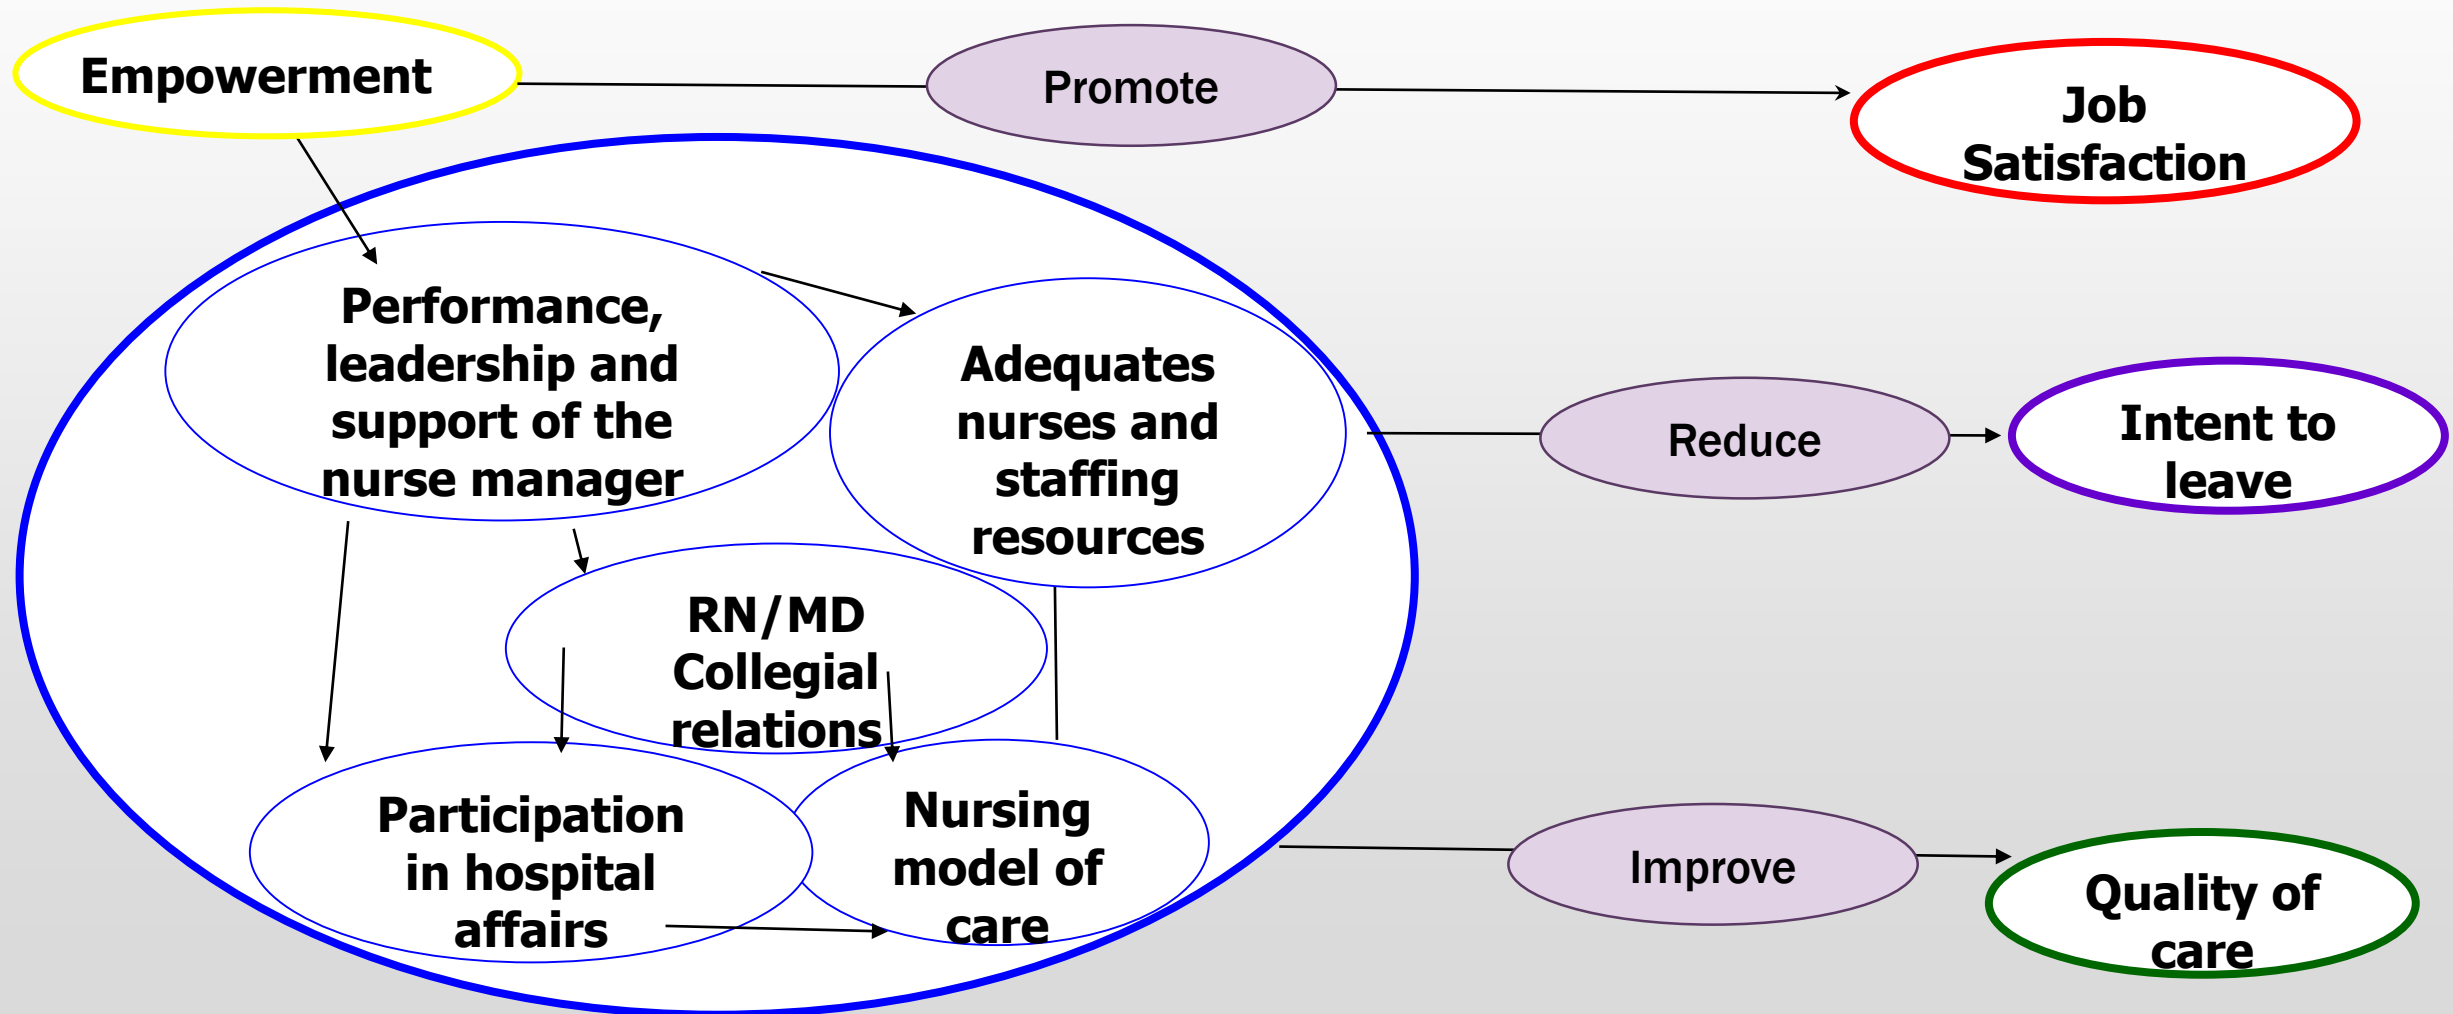 Empowerment
Promote
Job
Satisfaction
Performance,
leadership and
support of the
nurse manager
Adequates
nurses and
staffing
resources
Reduce
Intent to
leave
RN/MD
Collegial
relations
Participation
in hospital
affairs
Nursing
model of
care
Improve
Quality of
care